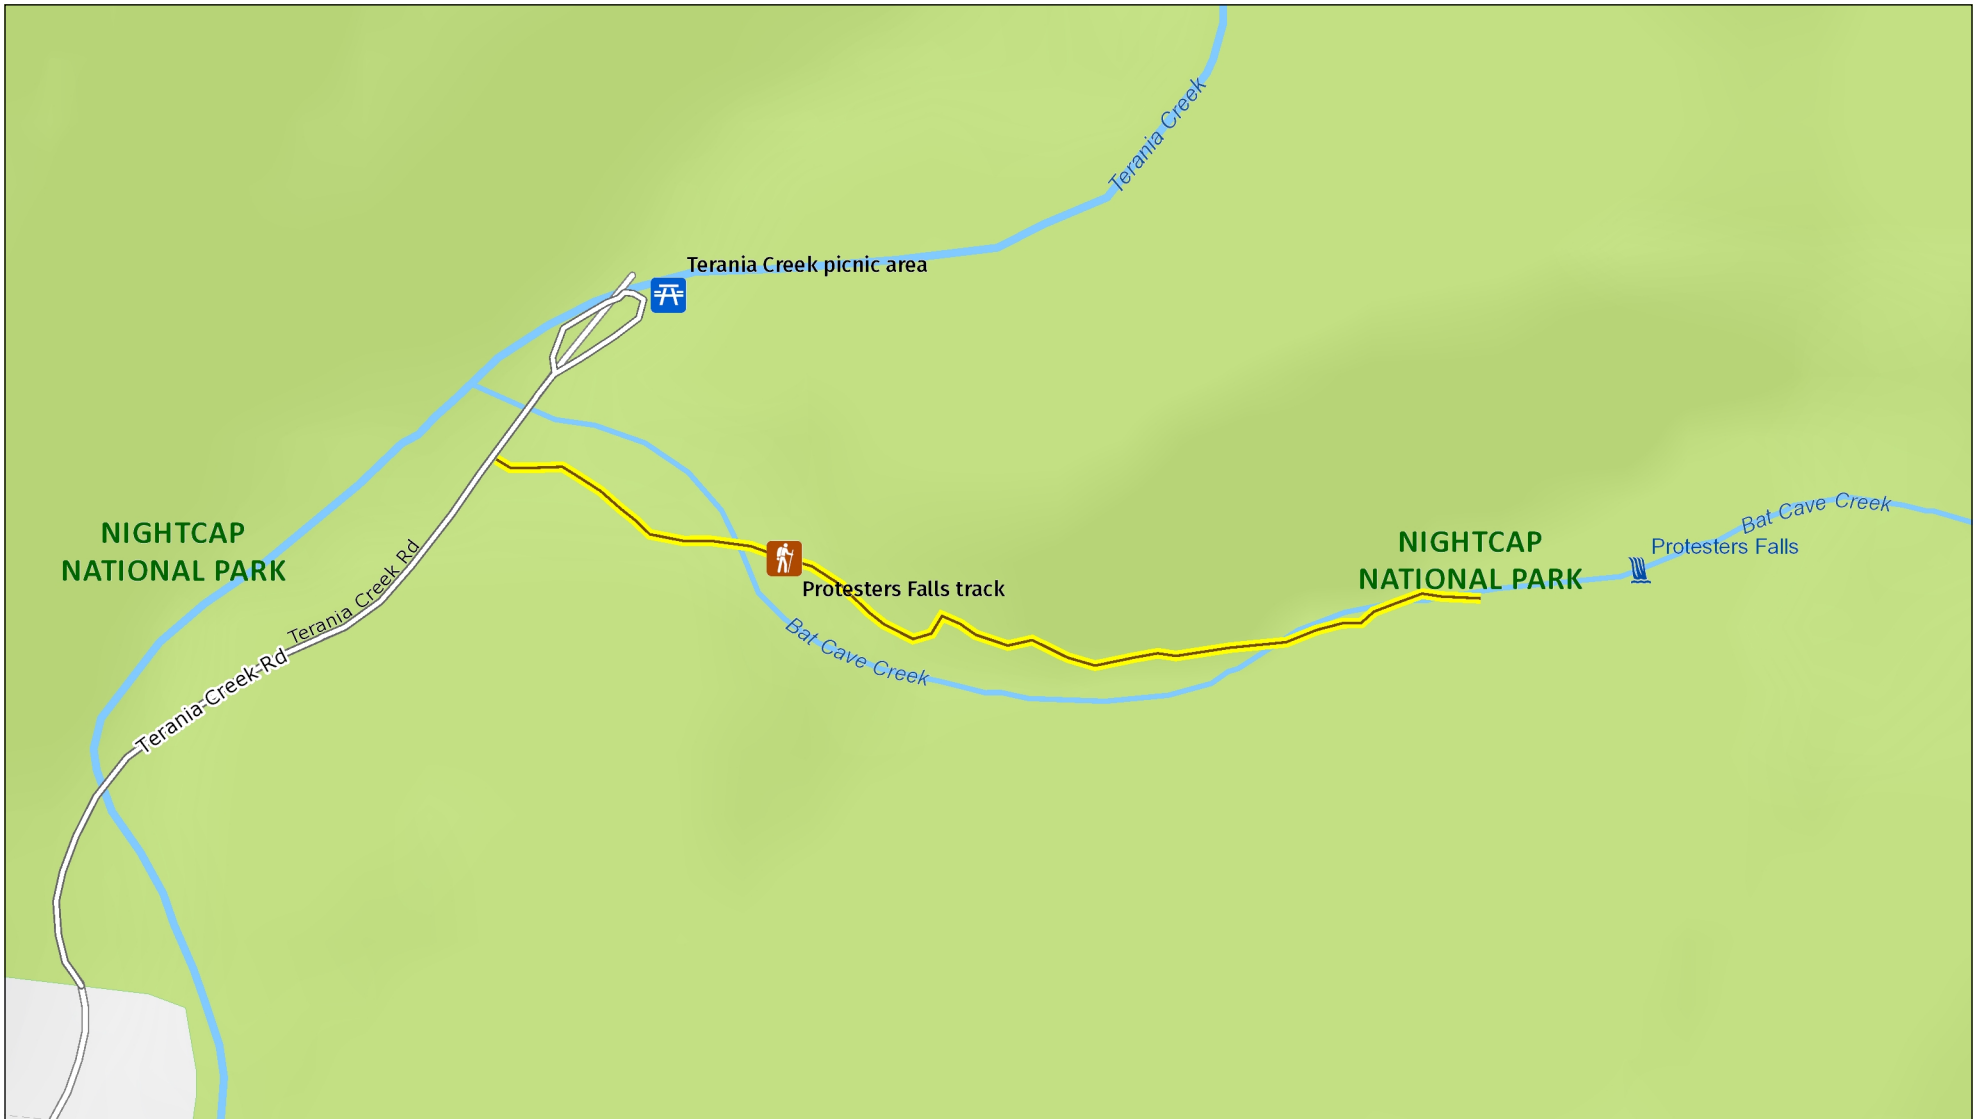 Terania Creek
Terania Creek picnic area
Bat Cave Creek
NIGHTCAP
NATIONAL PARK
NIGHTCAP
NATIONAL PARK
Protesters Falls
Terania Creek Rd
Protesters Falls track
Bat Cave Creek
Terania Creek Rd